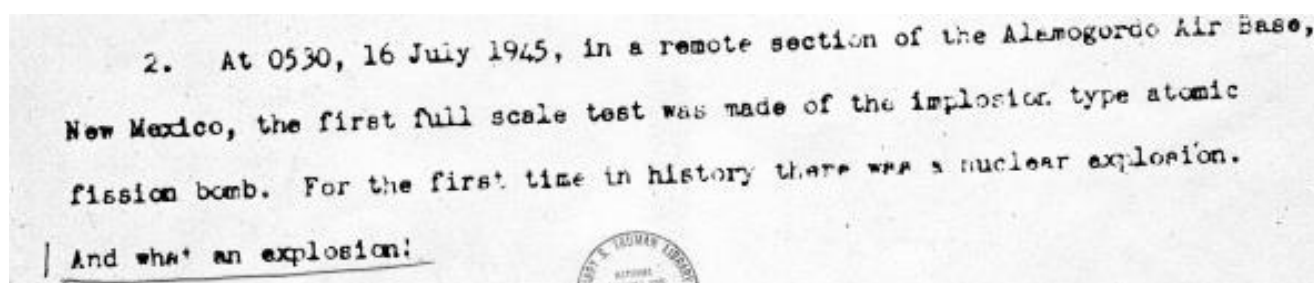 2. At 0530, 16 July 1945, in a remote section of the Alamogordo Air Base,
New Mexico, the first full scale test was made of the implosion type atomic
fission bomb. For the first time in history there was a nuclear explosion.
And what an explosion!
S. TRUMAN LIBRARY